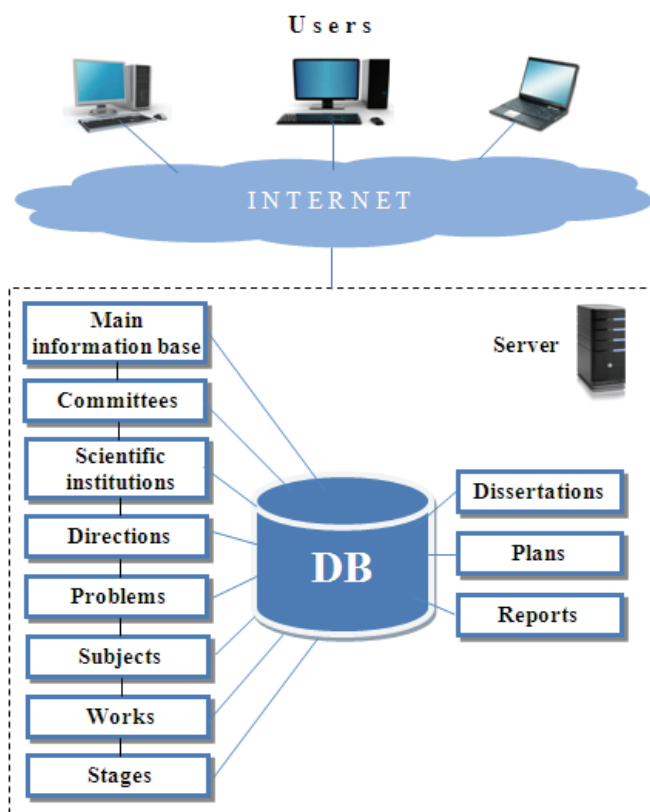 Users
INTERNET
Server
Main
information base
Committees
Scientific
institutions
Directions
Problems
Subjects
Works
Stages
DB
Dissertations
Plans
Reports